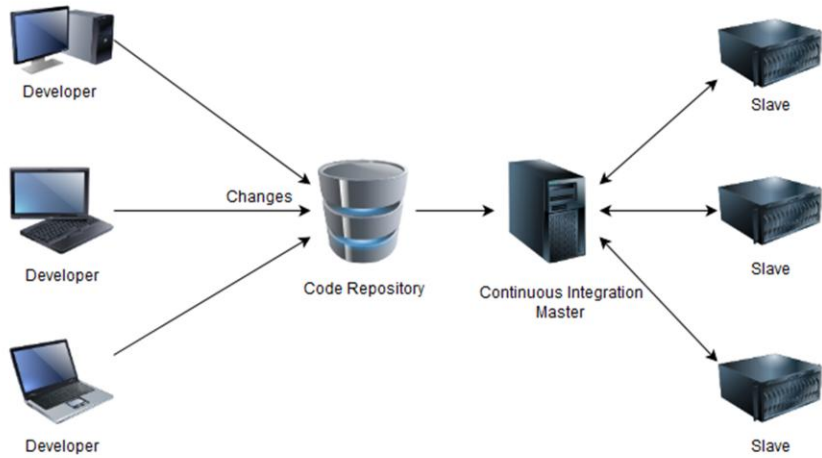 Developer
Slave
Changes
Developer
Code Repository
Continuous Integration
Master
Slave
Developer
Slave